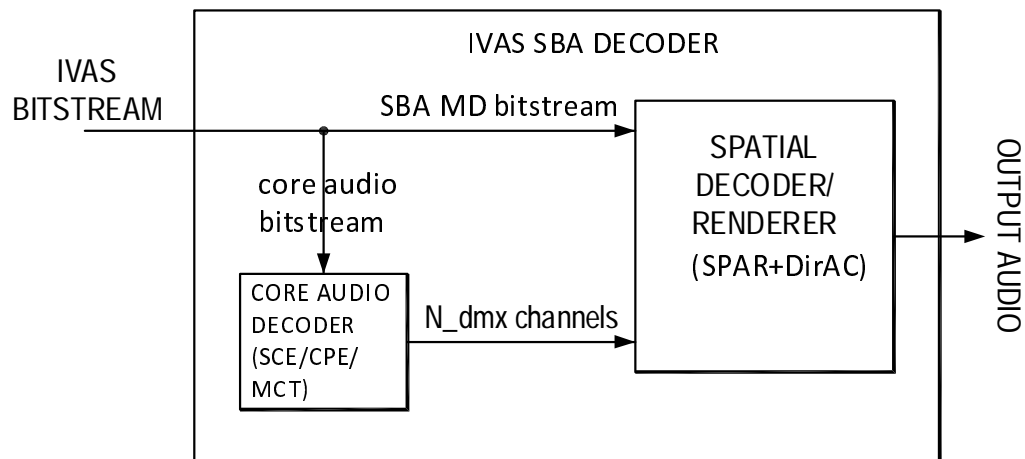 IVAS SBA DECODER
IVAS
BITSTREAM
SBA MD bitstream
core audio
bitstream
SPATIAL
DECODER/
RENDERER
(SPAR+DirAC)
OUTPUT AUDIO
CORE AUDIO
DECODER
(SCE/CPE/
MCT)
N_dmx channels